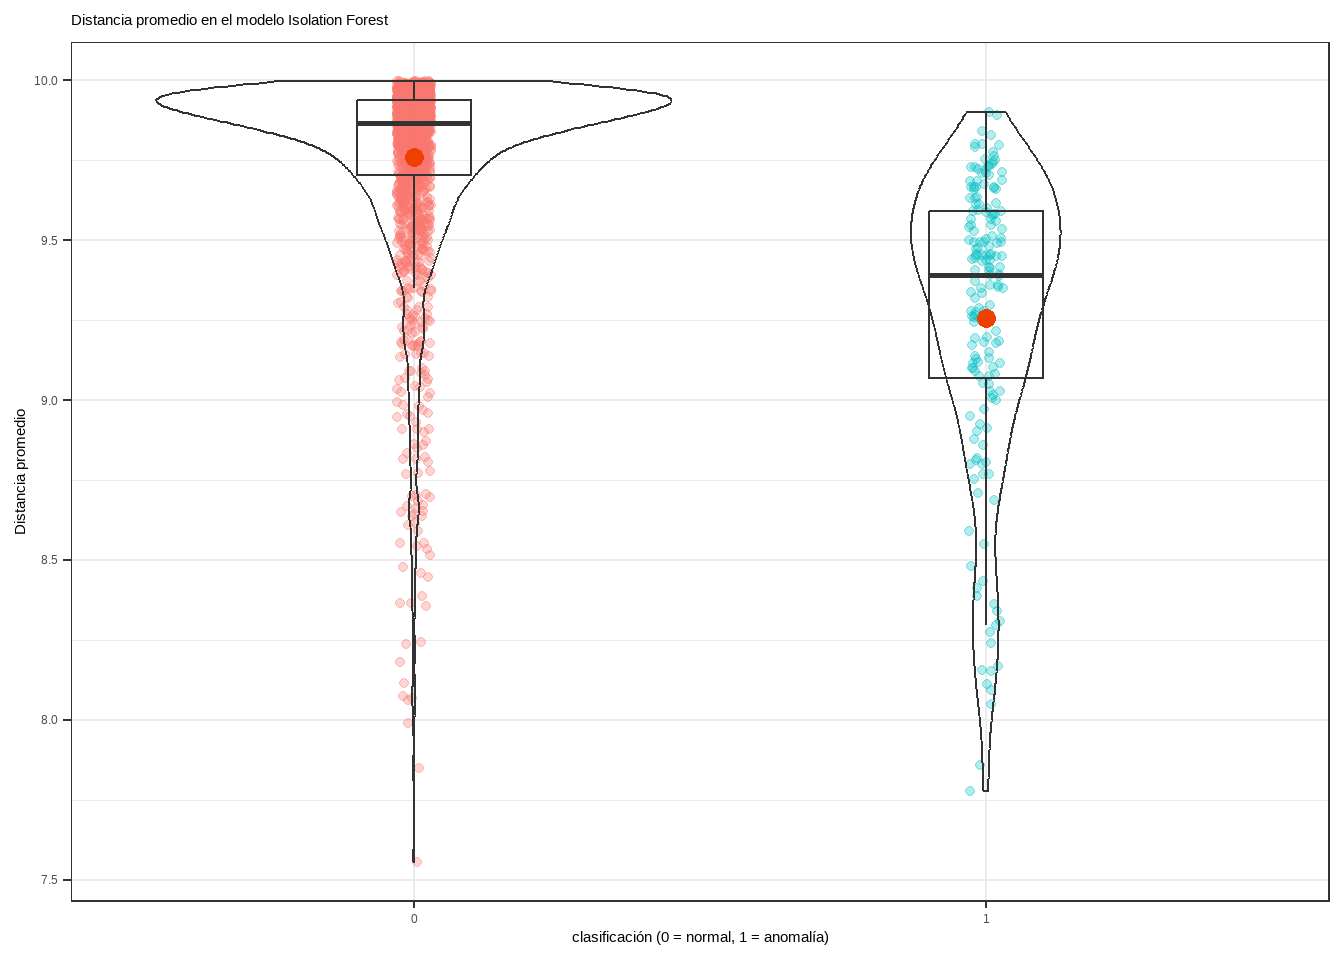 Distancia promedio en el modelo Isolation Forest
Distancia promedio
10.0
9.5
9.0
8.5
8.0
7.5
0
1
clasificación (0 = normal, 1 = anomalía)